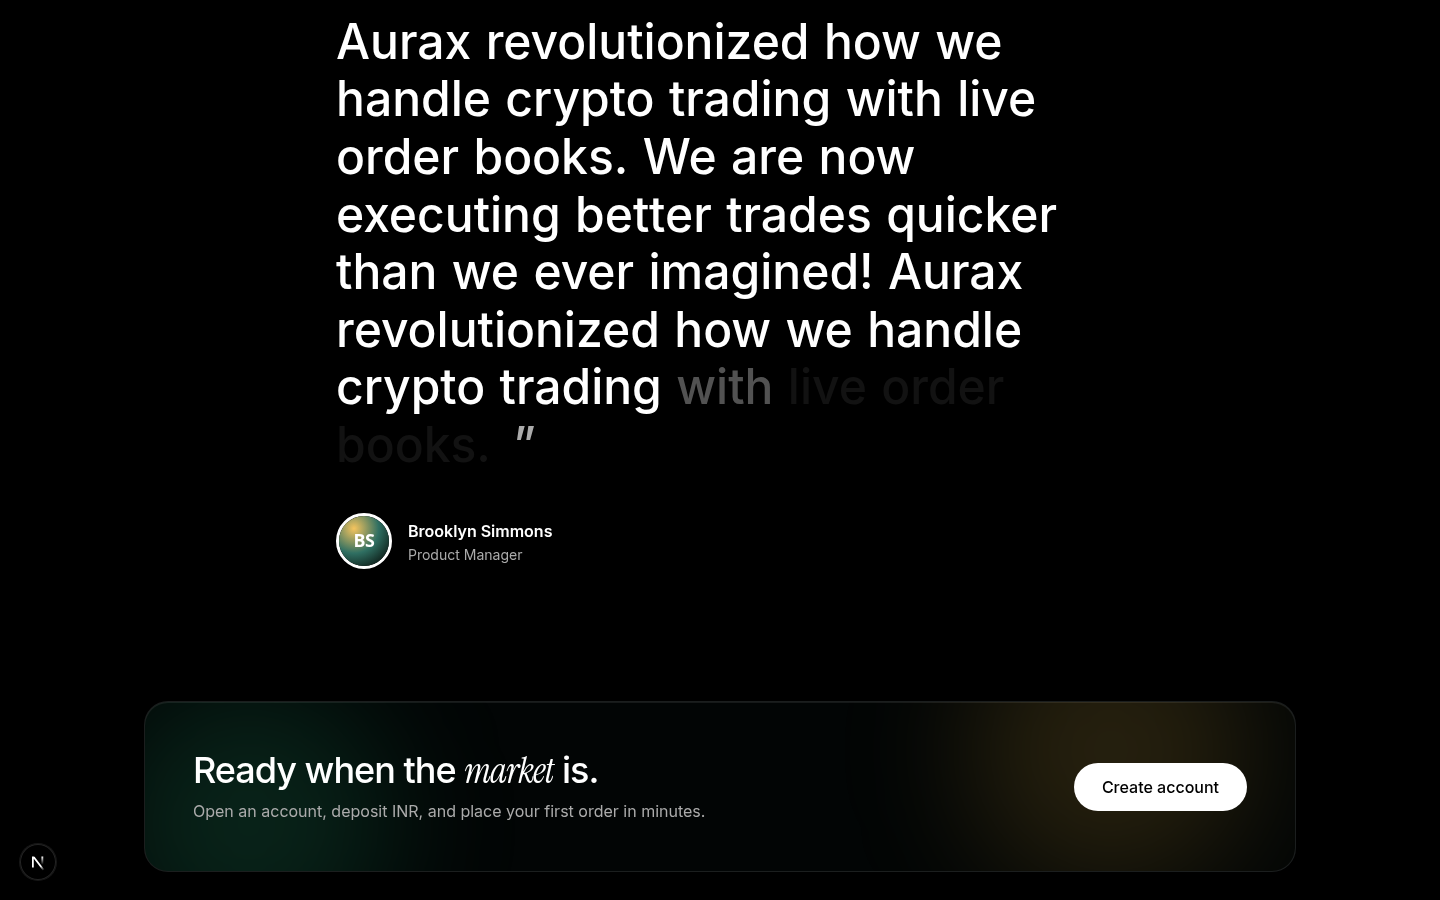 Aurax revolutionized how we
handle crypto trading with live
order books. We are now
executing better trades quicker
than we ever imagined! Aurax
revolutionized how we handle
crypto trading with live order
books. "
BS
Brooklyn Simmons
Product Manager
Ready when the market is.
Open an account, deposit INR, and place your first order in minutes.
Create account
N